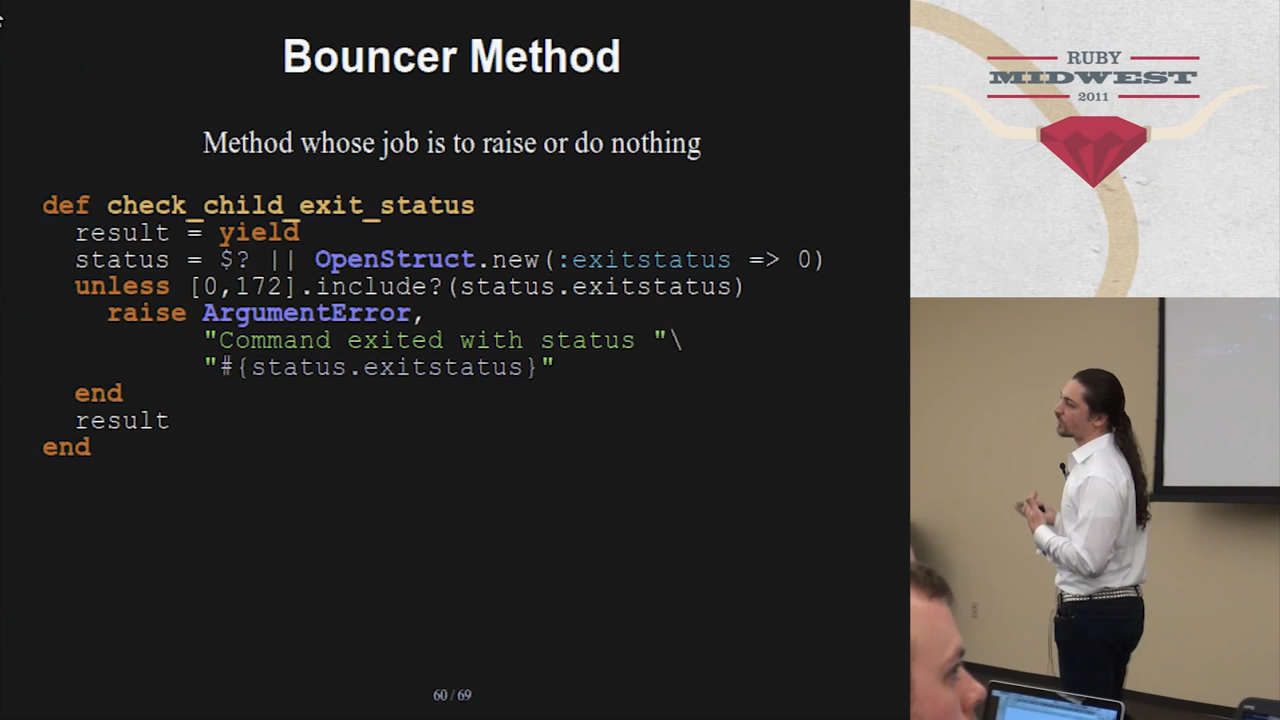 Bouncer Method
Method whose job is to raise or do nothing
def check_child_exit_status
  result = yield
  status = $? || OpenStruct.new(:exitstatus => 0)
  unless [0,172].include?(status.exitstatus)
    raise ArgumentError,
          "Command exited with status "\
          "#{status.exitstatus}"
  end
  result
end
60 / 69
RUBY
MIDWEST
2011